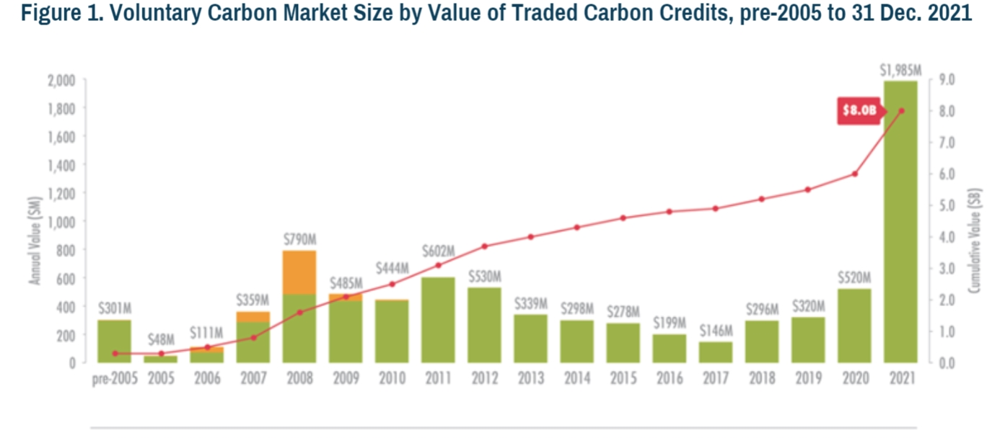 Figure 1. Voluntary Carbon Market Size by Value of Traded Carbon Credits, pre-2005 to 31 Dec. 2021
2,000
1,800
1,600
1,400
1,200
1,000
800
600
400
200
0
Annual Value ($M)
$301M
$48M
$111M
$359M
$790M
$485M
$444M
$602M
$530M
$339M
$298M
$278M
$199M
$146M
$296M
$320M
$520M
$1,985M
$8.0B
9.0
8.0
7.0
6.0
5.0
4.0
3.0
2.0
1.0
0.0
Cumulative Value ($B)
pre-2005 2005 2006 2007 2008 2009 2010 2011 2012 2013 2014 2015 2016 2017 2018 2019 2020 2021